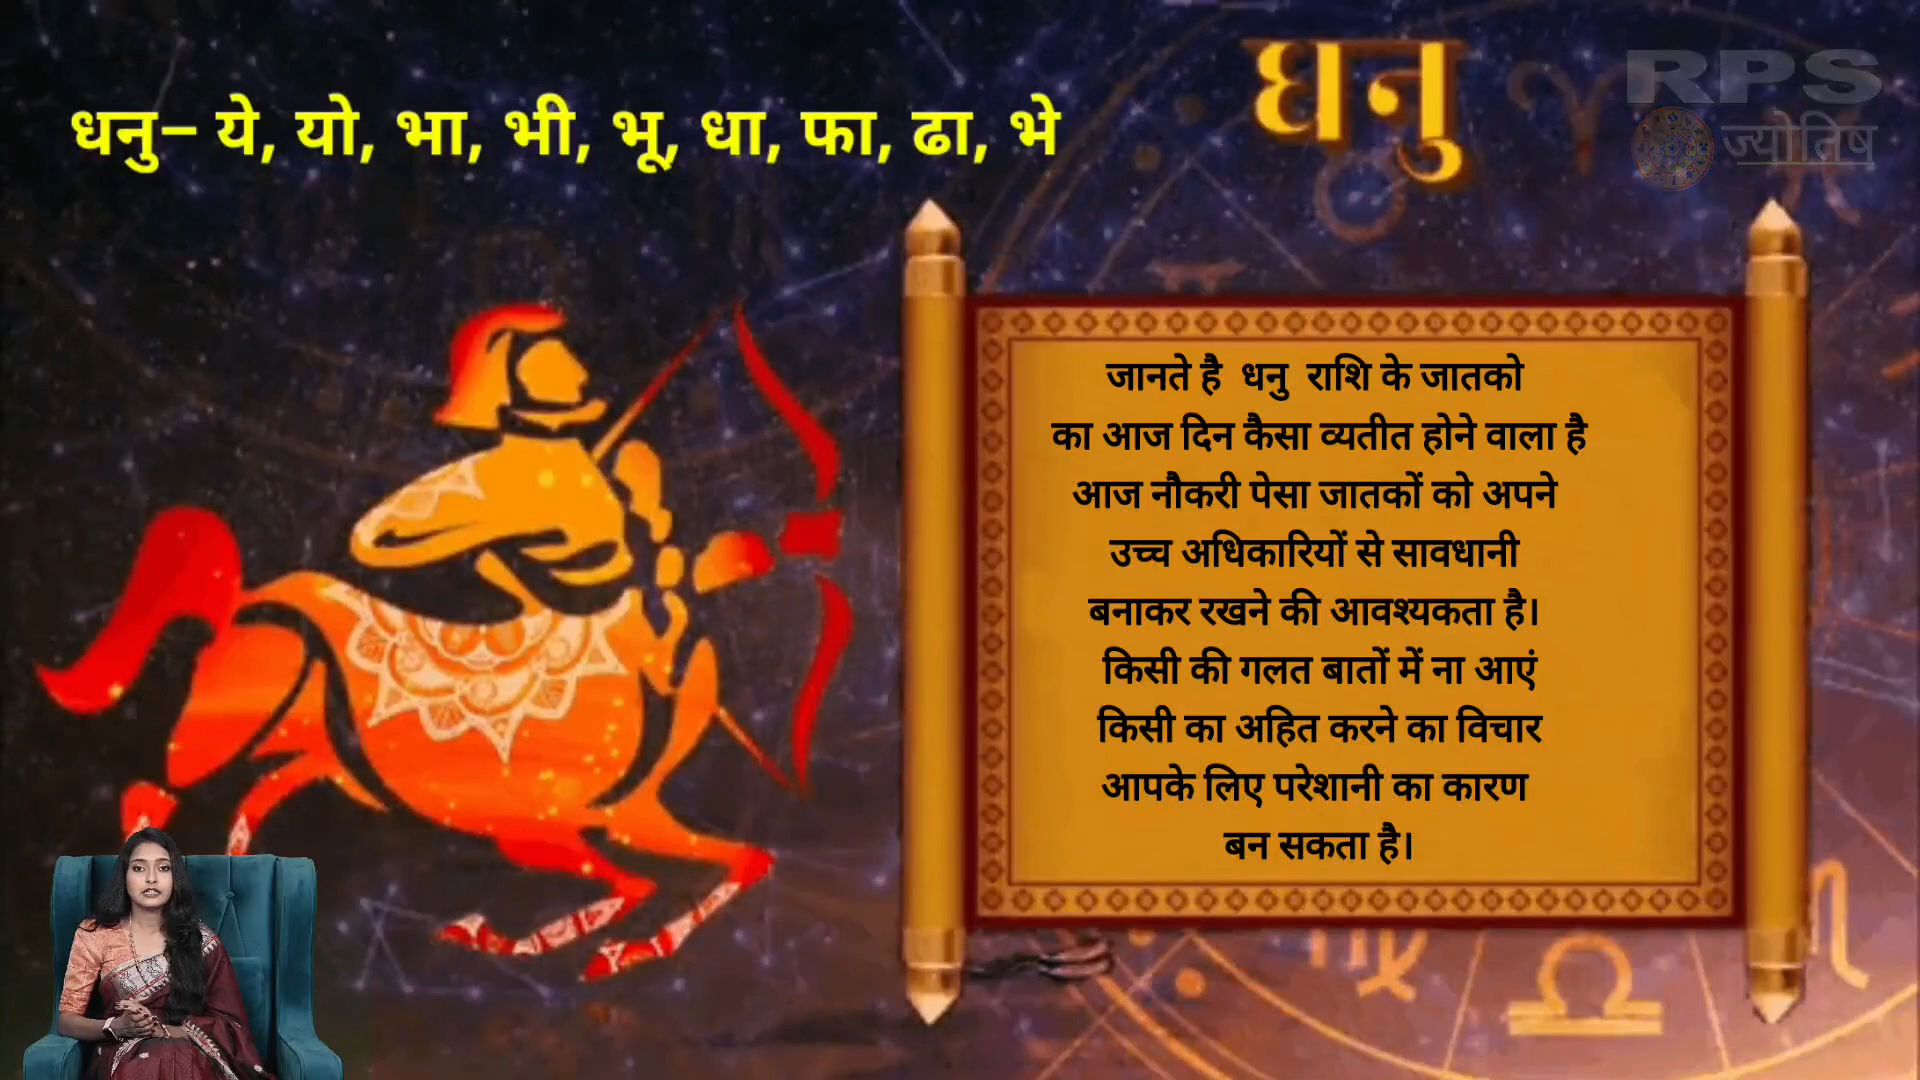 धनु– ये, यो, भा, भी, भू, धा, फा, ढा, भे
धनु
RPS
ज्योतिष
जानते है धनु राशि के जातको
का आज दिन कैसा व्यतीत होने वाला है
आज नौकरी पेसा जातकों को अपने
उच्च अधिकारियों से सावधानी
बनाकर रखने की आवश्यकता है।
किसी की गलत बातों में ना आएं
किसी का अहित करने का विचार
आपके लिए परेशानी का कारण
बन सकता है।